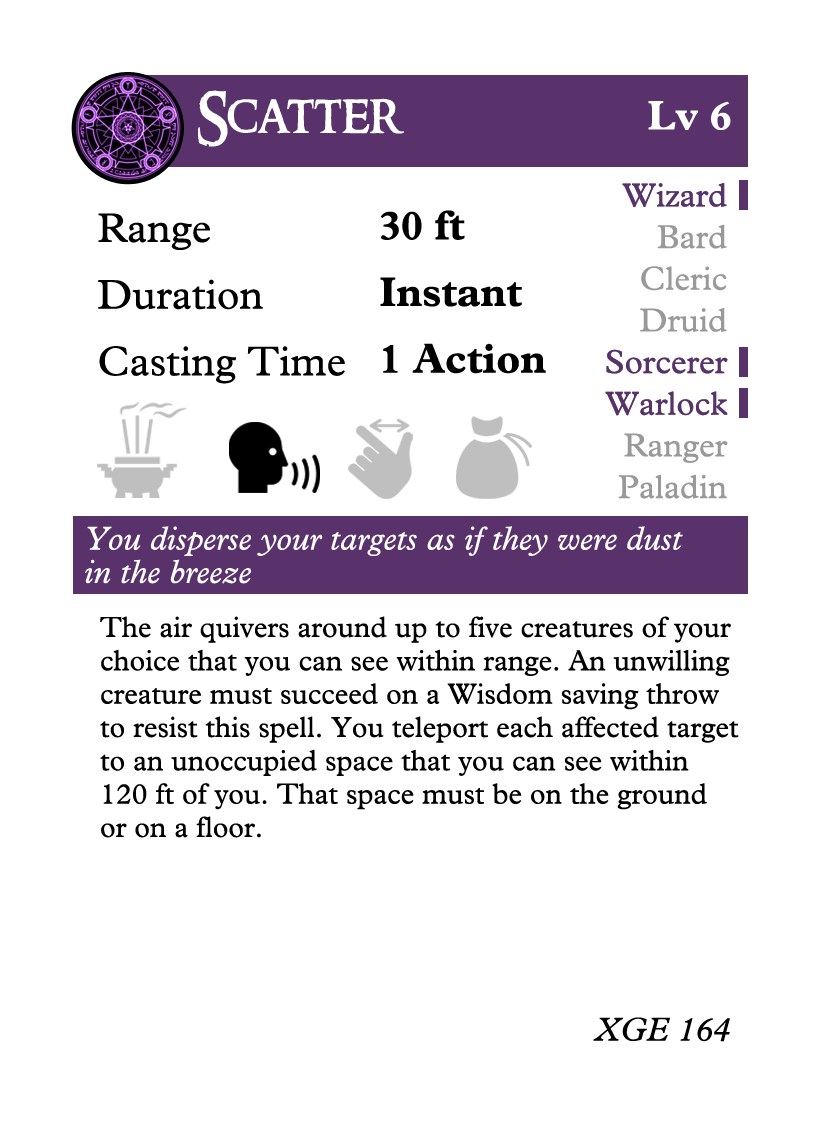 SCATTER
Lv 6
Range 30 ft
Duration Instant
Casting Time 1 Action
Wizard
Bard
Cleric
Druid
Sorcerer
Warlock
Ranger
Paladin
You disperse your targets as if they were dust
in the breeze
The air quivers around up to five creatures of your
choice that you can see within range. An unwilling
creature must succeed on a Wisdom saving throw
to resist this spell. You teleport each affected target
to an unoccupied space that you can see within
120 ft of you. That space must be on the ground
or on a floor.
XGE 164